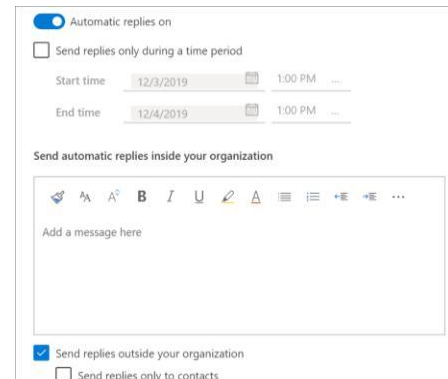 Automatic replies on
Send replies only during a time period
Start time 12/3/2019 1:00 PM ...
End time 12/4/2019 1:00 PM ...
Send automatic replies inside your organization
AA A B I U A ...
Add a message here
Send replies outside your organization
Send replies only to contacts